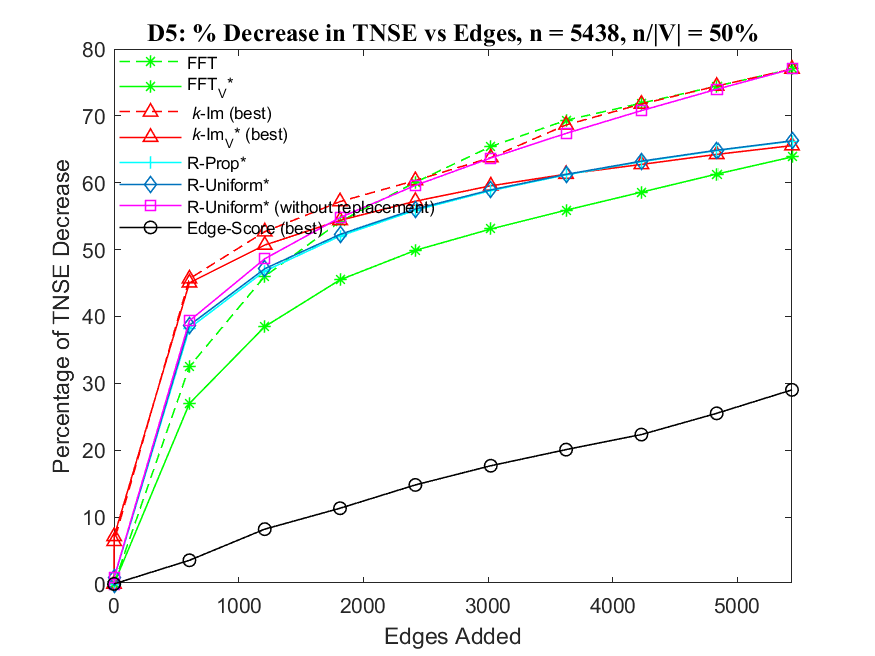 D5: % Decrease in TNSE vs Edges, n = 5438, n/|V| = 50%
FFT
FFT_V*
k-Im (best)
k-Im_V* (best)
R-Prop*
R-Uniform*
R-Uniform* (without replacement)
Edge-Score (best)
Percentage of TNSE Decrease
80
70
60
50
40
30
20
10
0
0 1000 2000 3000 4000 5000
Edges Added